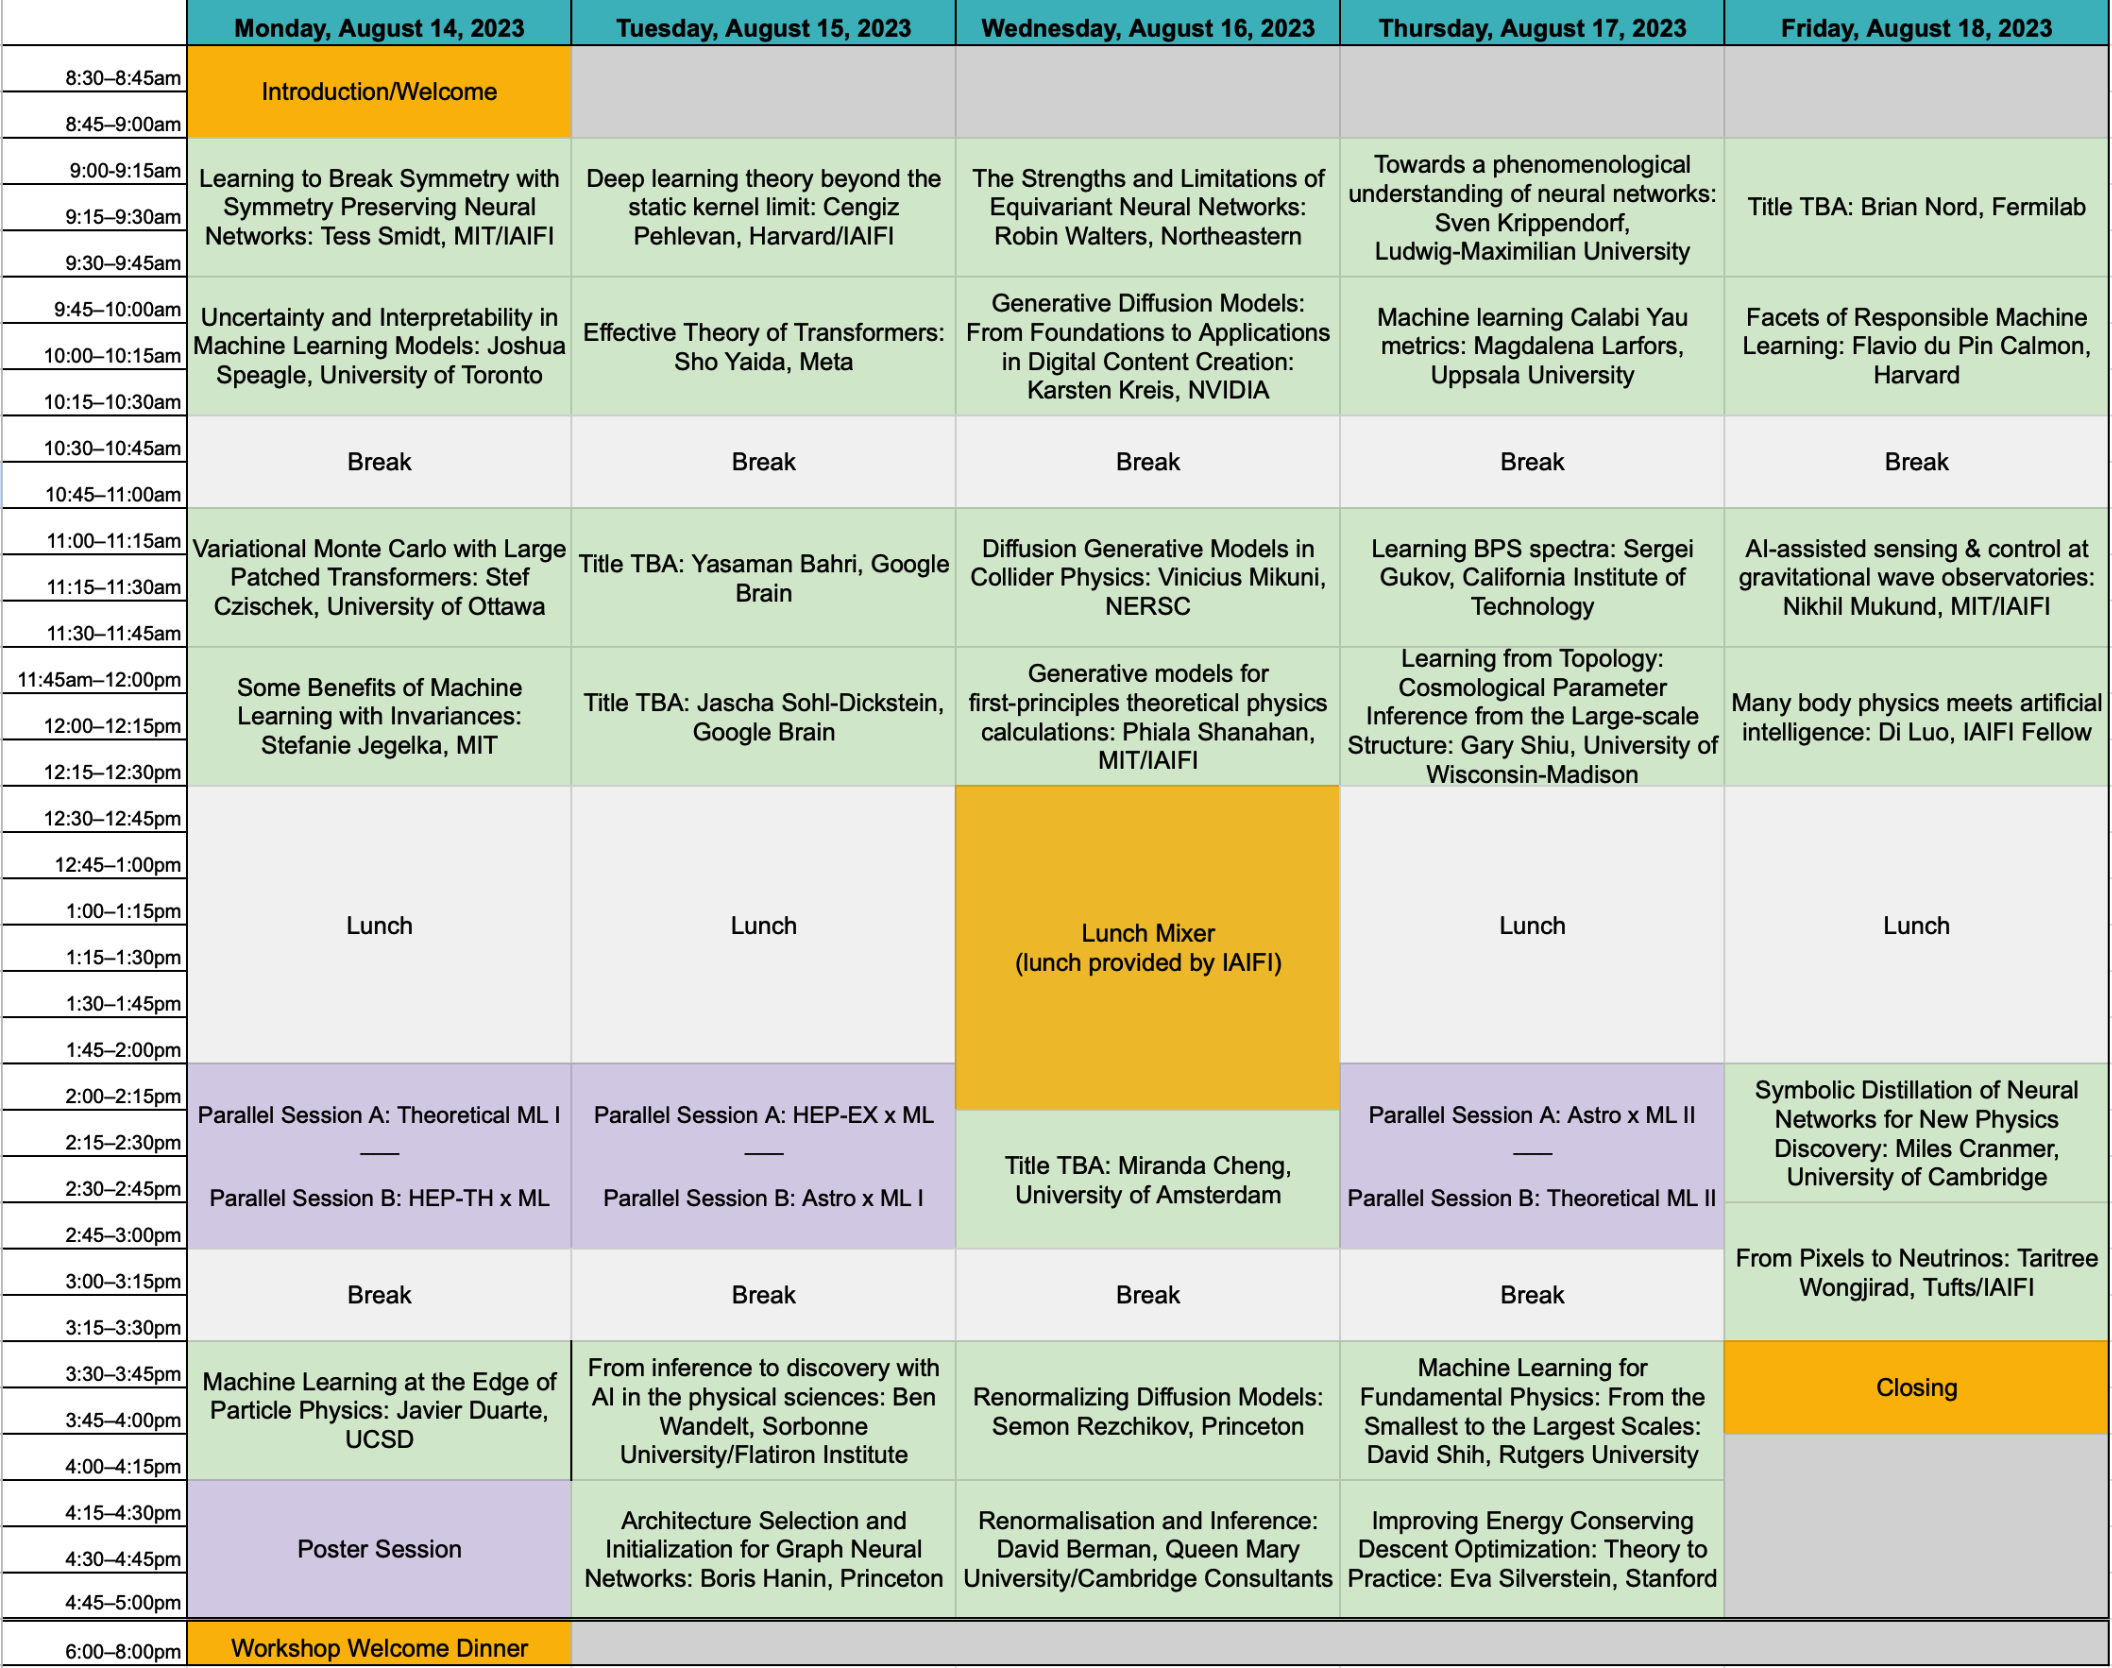 Monday, August 14, 2023
Tuesday, August 15, 2023
Wednesday, August 16, 2023
Thursday, August 17, 2023
Friday, August 18, 2023
8:30–8:45am
Introduction/Welcome
8:45–9:00am
9:00-9:15am
9:15–9:30am
9:30–9:45am
Learning to Break Symmetry with
Symmetry Preserving Neural
Networks: Tess Smidt, MIT/IAIFI
Deep learning theory beyond the
static kernel limit: Cengiz
Pehlevan, Harvard/IAIFI
The Strengths and Limitations of
Equivariant Neural Networks:
Robin Walters, Northeastern
Towards a phenomenological
understanding of neural networks:
Sven Krippendorf,
Ludwig-Maximilian University
Title TBA: Brian Nord, Fermilab
9:45–10:00am
10:00–10:15am
10:15–10:30am
Uncertainty and Interpretability in
Machine Learning Models: Joshua
Speagle, University of Toronto
Effective Theory of Transformers:
Sho Yaida, Meta
Generative Diffusion Models:
From Foundations to Applications
in Digital Content Creation:
Karsten Kreis, NVIDIA
Machine learning Calabi Yau
metrics: Magdalena Larfors,
Uppsala University
Facets of Responsible Machine
Learning: Flavio du Pin Calmon,
Harvard
10:30–10:45am
10:45–11:00am
Break
Break
Break
Break
Break
11:00–11:15am
11:15–11:30am
11:30–11:45am
Variational Monte Carlo with Large
Patched Transformers: Stef
Czischek, University of Ottawa
Title TBA: Yasaman Bahri, Google
Brain
Diffusion Generative Models in
Collider Physics: Vinicius Mikuni,
NERSC
Learning BPS spectra: Sergei
Gukov, California Institute of
Technology
AI-assisted sensing & control at
gravitational wave observatories:
Nikhil Mukund, MIT/IAIFI
11:45am–12:00pm
12:00–12:15pm
12:15–12:30pm
Some Benefits of Machine
Learning with Invariances:
Stefanie Jegelka, MIT
Title TBA: Jascha Sohl-Dickstein,
Google Brain
Generative models for
first-principles theoretical physics
calculations: Phiala Shanahan,
MIT/IAIFI
Learning from Topology:
Cosmological Parameter
Inference from the Large-scale
Structure: Gary Shiu, University of
Wisconsin-Madison
Many body physics meets artificial
intelligence: Di Luo, IAIFI Fellow
12:30–12:45pm
12:45–1:00pm
1:00–1:15pm
1:15–1:30pm
1:30–1:45pm
1:45–2:00pm
Lunch
Lunch
Lunch Mixer
(lunch provided by IAIFI)
Lunch
Lunch
2:00–2:15pm
2:15–2:30pm
2:30–2:45pm
2:45–3:00pm
Parallel Session A: Theoretical ML I
Parallel Session B: HEP-TH x ML
Parallel Session A: HEP-EX x ML
Parallel Session B: Astro x ML I
Title TBA: Miranda Cheng,
University of Amsterdam
Parallel Session A: Astro x ML II
Parallel Session B: Theoretical ML II
Symbolic Distillation of Neural
Networks for New Physics
Discovery: Miles Cranmer,
University of Cambridge
3:00–3:15pm
3:15–3:30pm
Break
Break
Break
Break
From Pixels to Neutrinos: Taritree
Wongjirad, Tufts/IAIFI
3:30–3:45pm
3:45–4:00pm
4:00–4:15pm
Machine Learning at the Edge of
Particle Physics: Javier Duarte,
UCSD
From inference to discovery with
AI in the physical sciences: Ben
Wandelt, Sorbonne
University/Flatiron Institute
Renormalizing Diffusion Models:
Semon Rezchikov, Princeton
Machine Learning for
Fundamental Physics: From the
Smallest to the Largest Scales:
David Shih, Rutgers University
Closing
4:15–4:30pm
4:30–4:45pm
4:45–5:00pm
Poster Session
Architecture Selection and
Initialization for Graph Neural
Networks: Boris Hanin, Princeton
Renormalisation and Inference:
David Berman, Queen Mary
University/Cambridge Consultants
Improving Energy Conserving
Descent Optimization: Theory to
Practice: Eva Silverstein, Stanford
6:00–8:00pm
Workshop Welcome Dinner